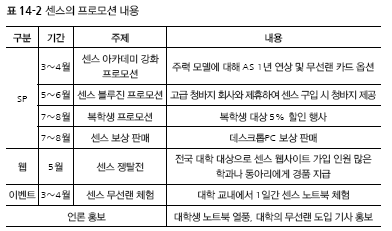 표 14-2 센스의 프로모션 내용
구분 기간 주제 내용
SP 3~4월 센스 아카데미 강화 프로모션 주력 모델에 대해 AS 1년 연상 및 무선랜 카드 옵션
5~6월 센스 블루진 프로모션 고급 청바지 회사와 제휴하여 센스 구입 시 청바지 제공
7~8월 복학생 프로모션 복학생 대상 5% 할인 행사
7~8월 센스 보상 판매 데스크톱PC 보상 판매
웹 5월 센스 쟁탈전 전국 대학 대상으로 센스 웹사이트 가입 인원 많은
학과나 동아리에게 경품 지급
이벤트 3~4월 센스 무선랜 체험 대학 교내에서 1일간 센스 노트북 체험
언론 홍보 대학생 노트북 열풍, 대학의 무선랜 도입 기사 홍보